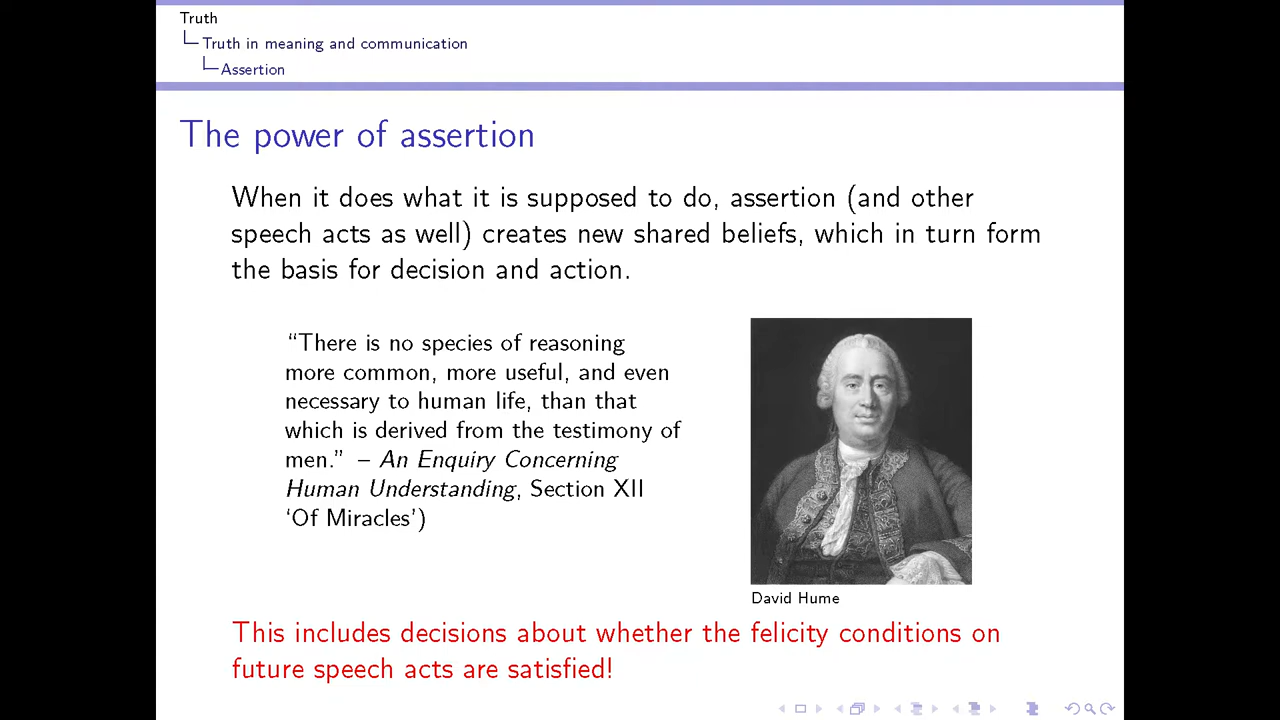 Truth
Truth in meaning and communication
Assertion
The power of assertion
When it does what it is supposed to do, assertion (and other
speech acts as well) creates new shared beliefs, which in turn form
the basis for decision and action.
“There is no species of reasoning
more common, more useful, and even
necessary to human life, than that
which is derived from the testimony of
men.” – An Enquiry Concerning
Human Understanding, Section XII
‘Of Miracles’)
David Hume
This includes decisions about whether the felicity conditions on
future speech acts are satisfied!